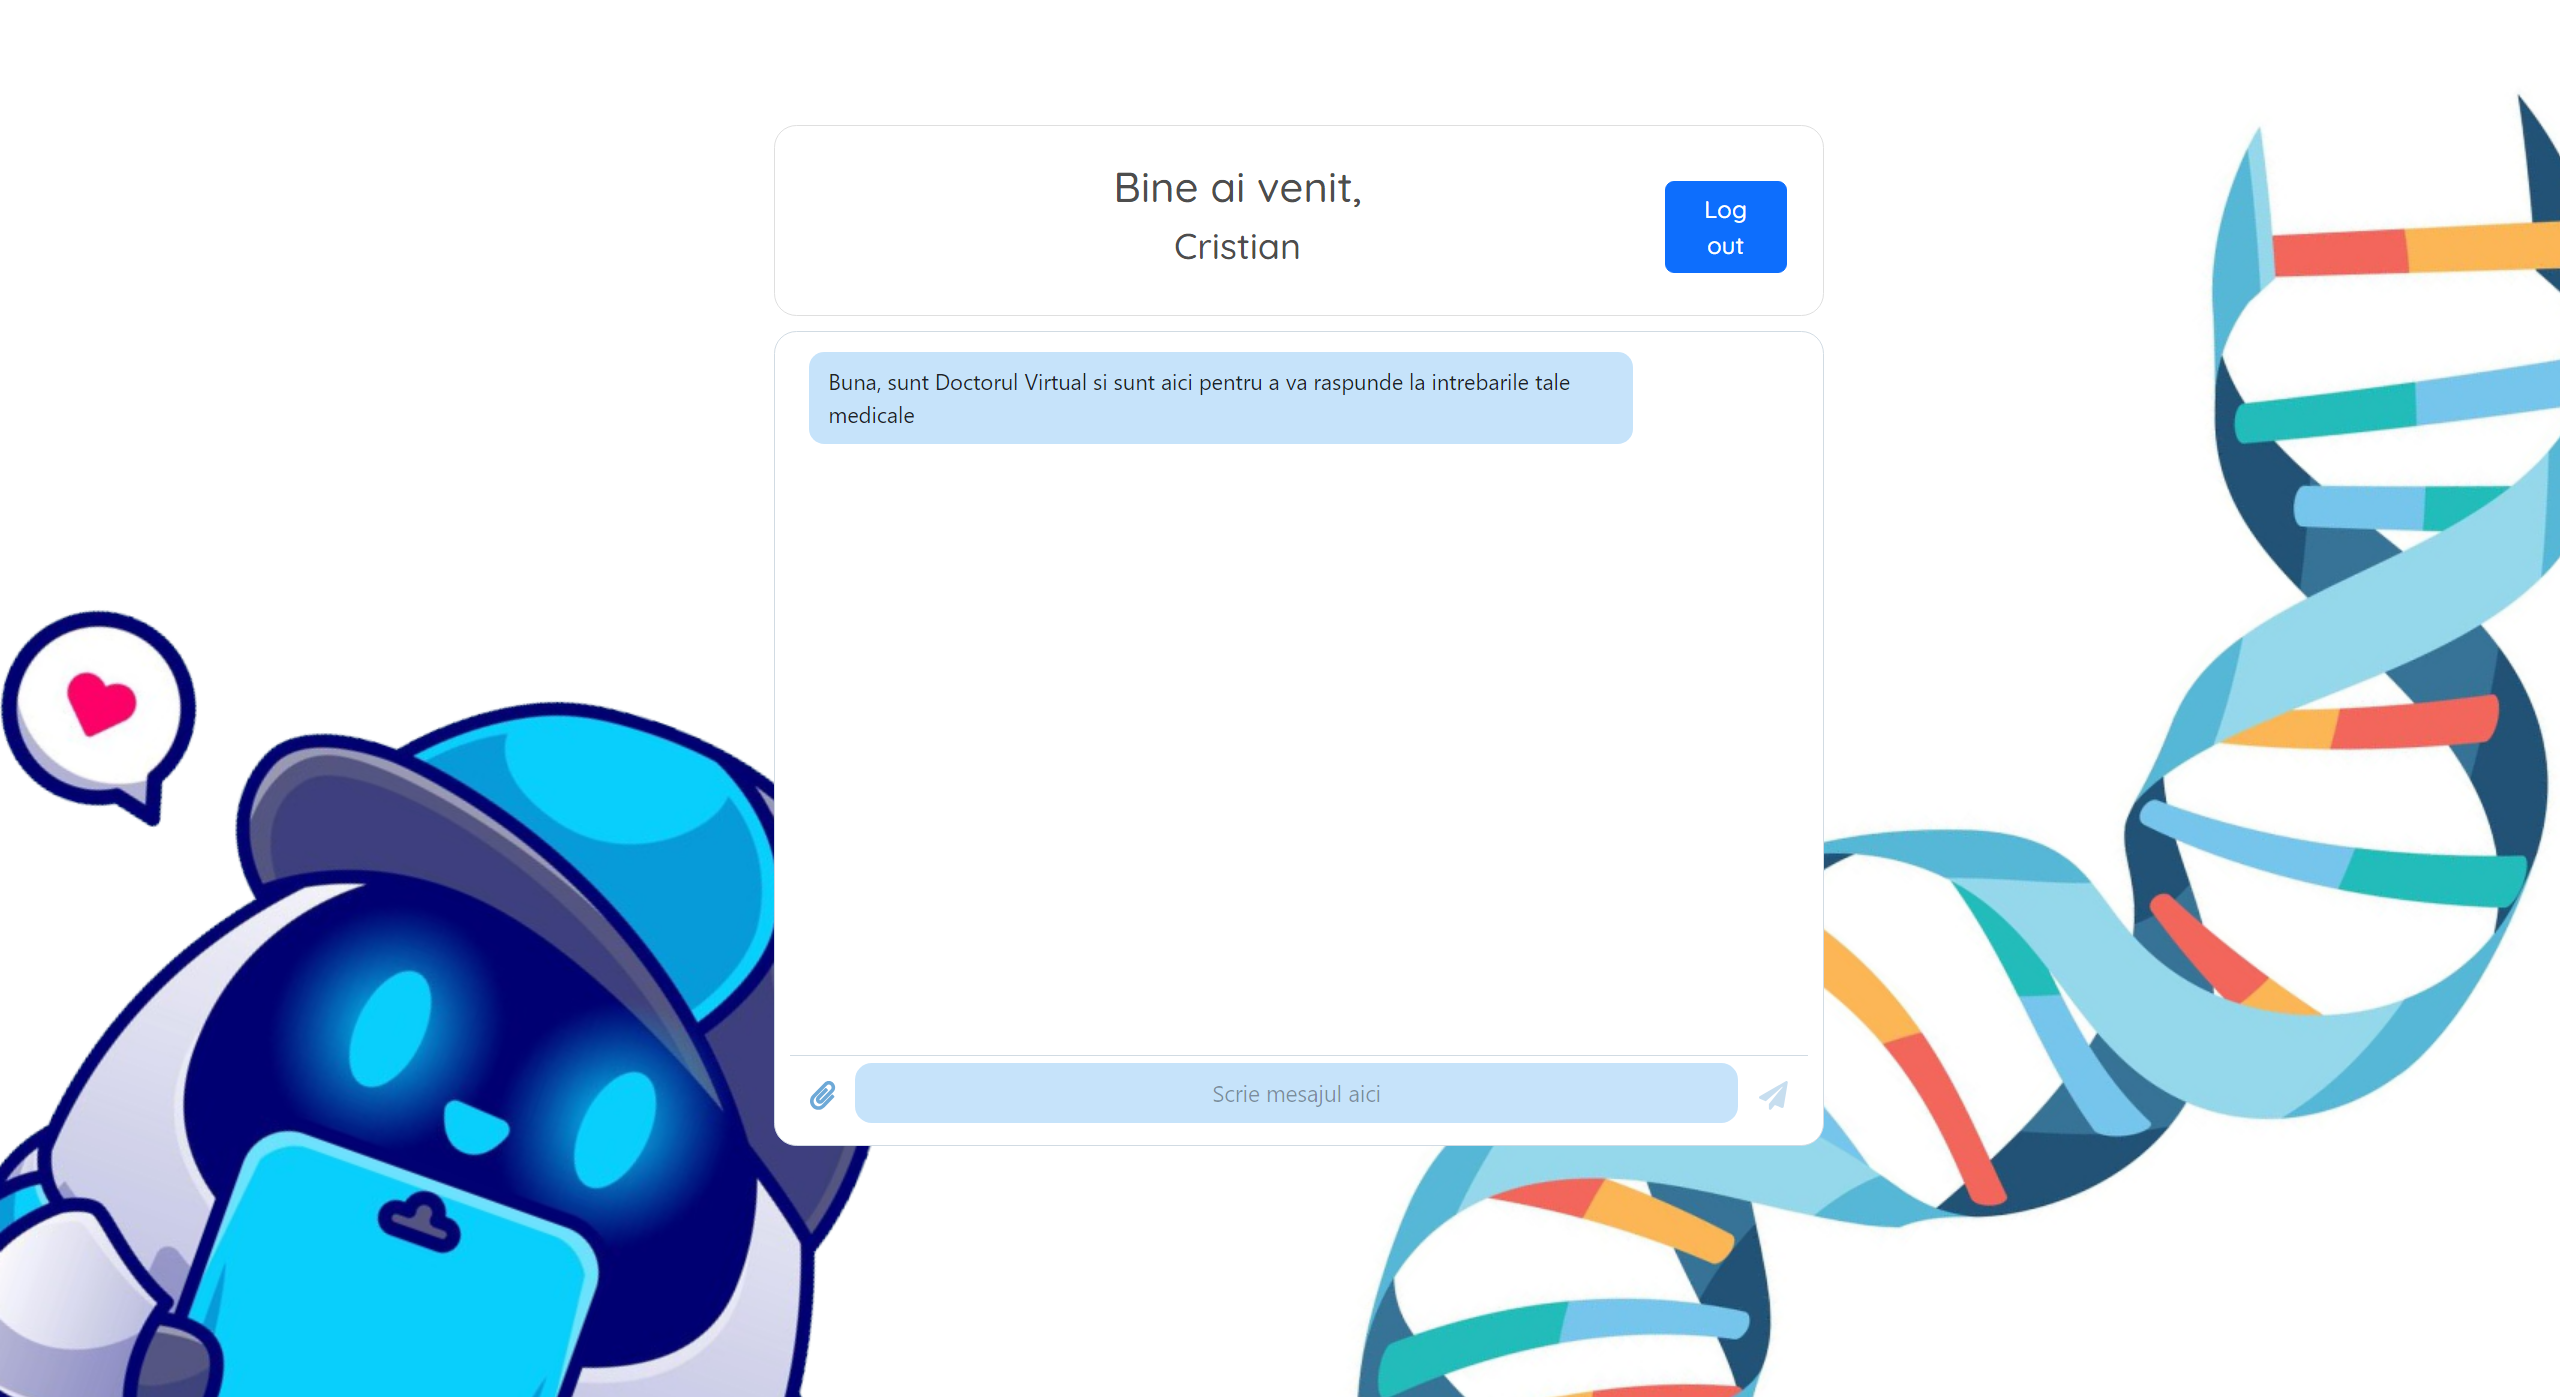 Bine ai venit,
Cristian
Log
out
Buna, sunt Doctorul Virtual si sunt aici pentru a va raspunde la intrebarile tale
medicale
Scrie mesajul aici